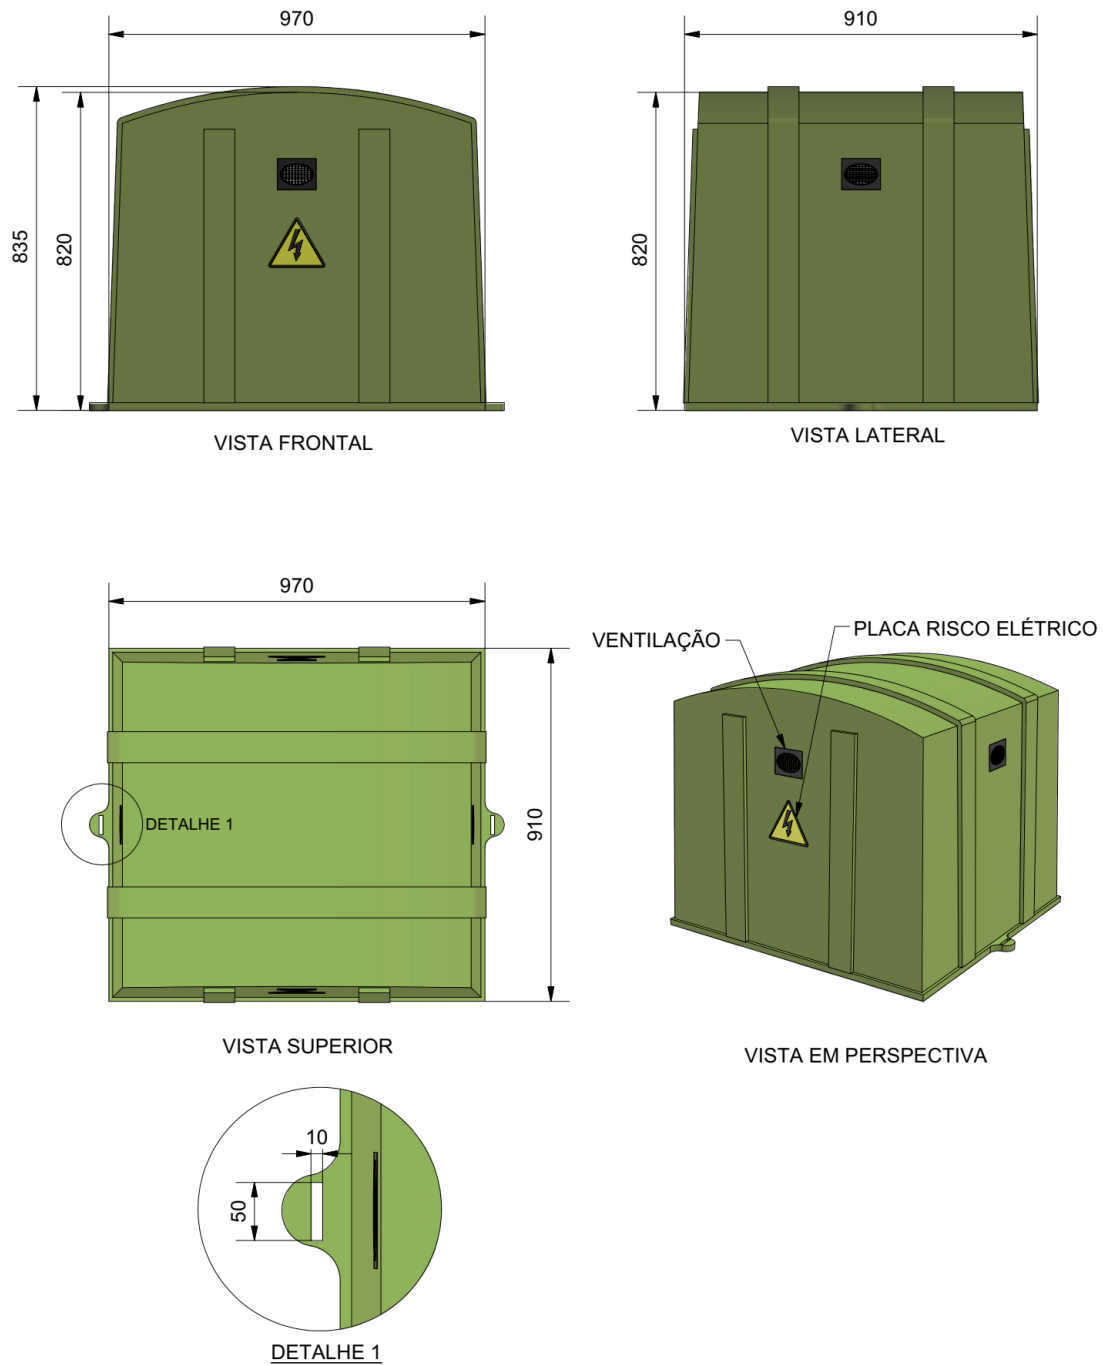 970
910
835
820
820
VISTA FRONTAL
VISTA LATERAL
970
VENTILAÇÃO
PLACA RISCO ELÉTRICO
DETALHE 1
910
VISTA SUPERIOR
VISTA EM PERSPECTIVA
10
50
DETALHE 1